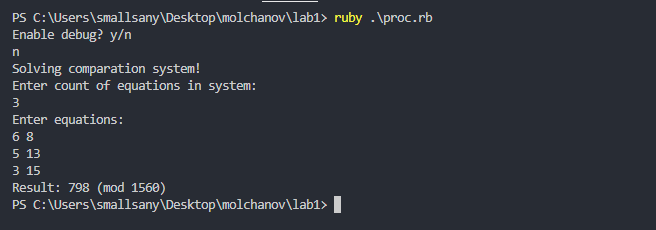 PS C:\Users\smallsany\Desktop\molchanov\lab1> ruby .\proc.rb
Enable debug? y/n
n
Solving comparation system!
Enter count of equations in system:
3
Enter equations:
6 8
5 13
3 15
Result: 798 (mod 1560)
PS C:\Users\smallsany\Desktop\molchanov\lab1>